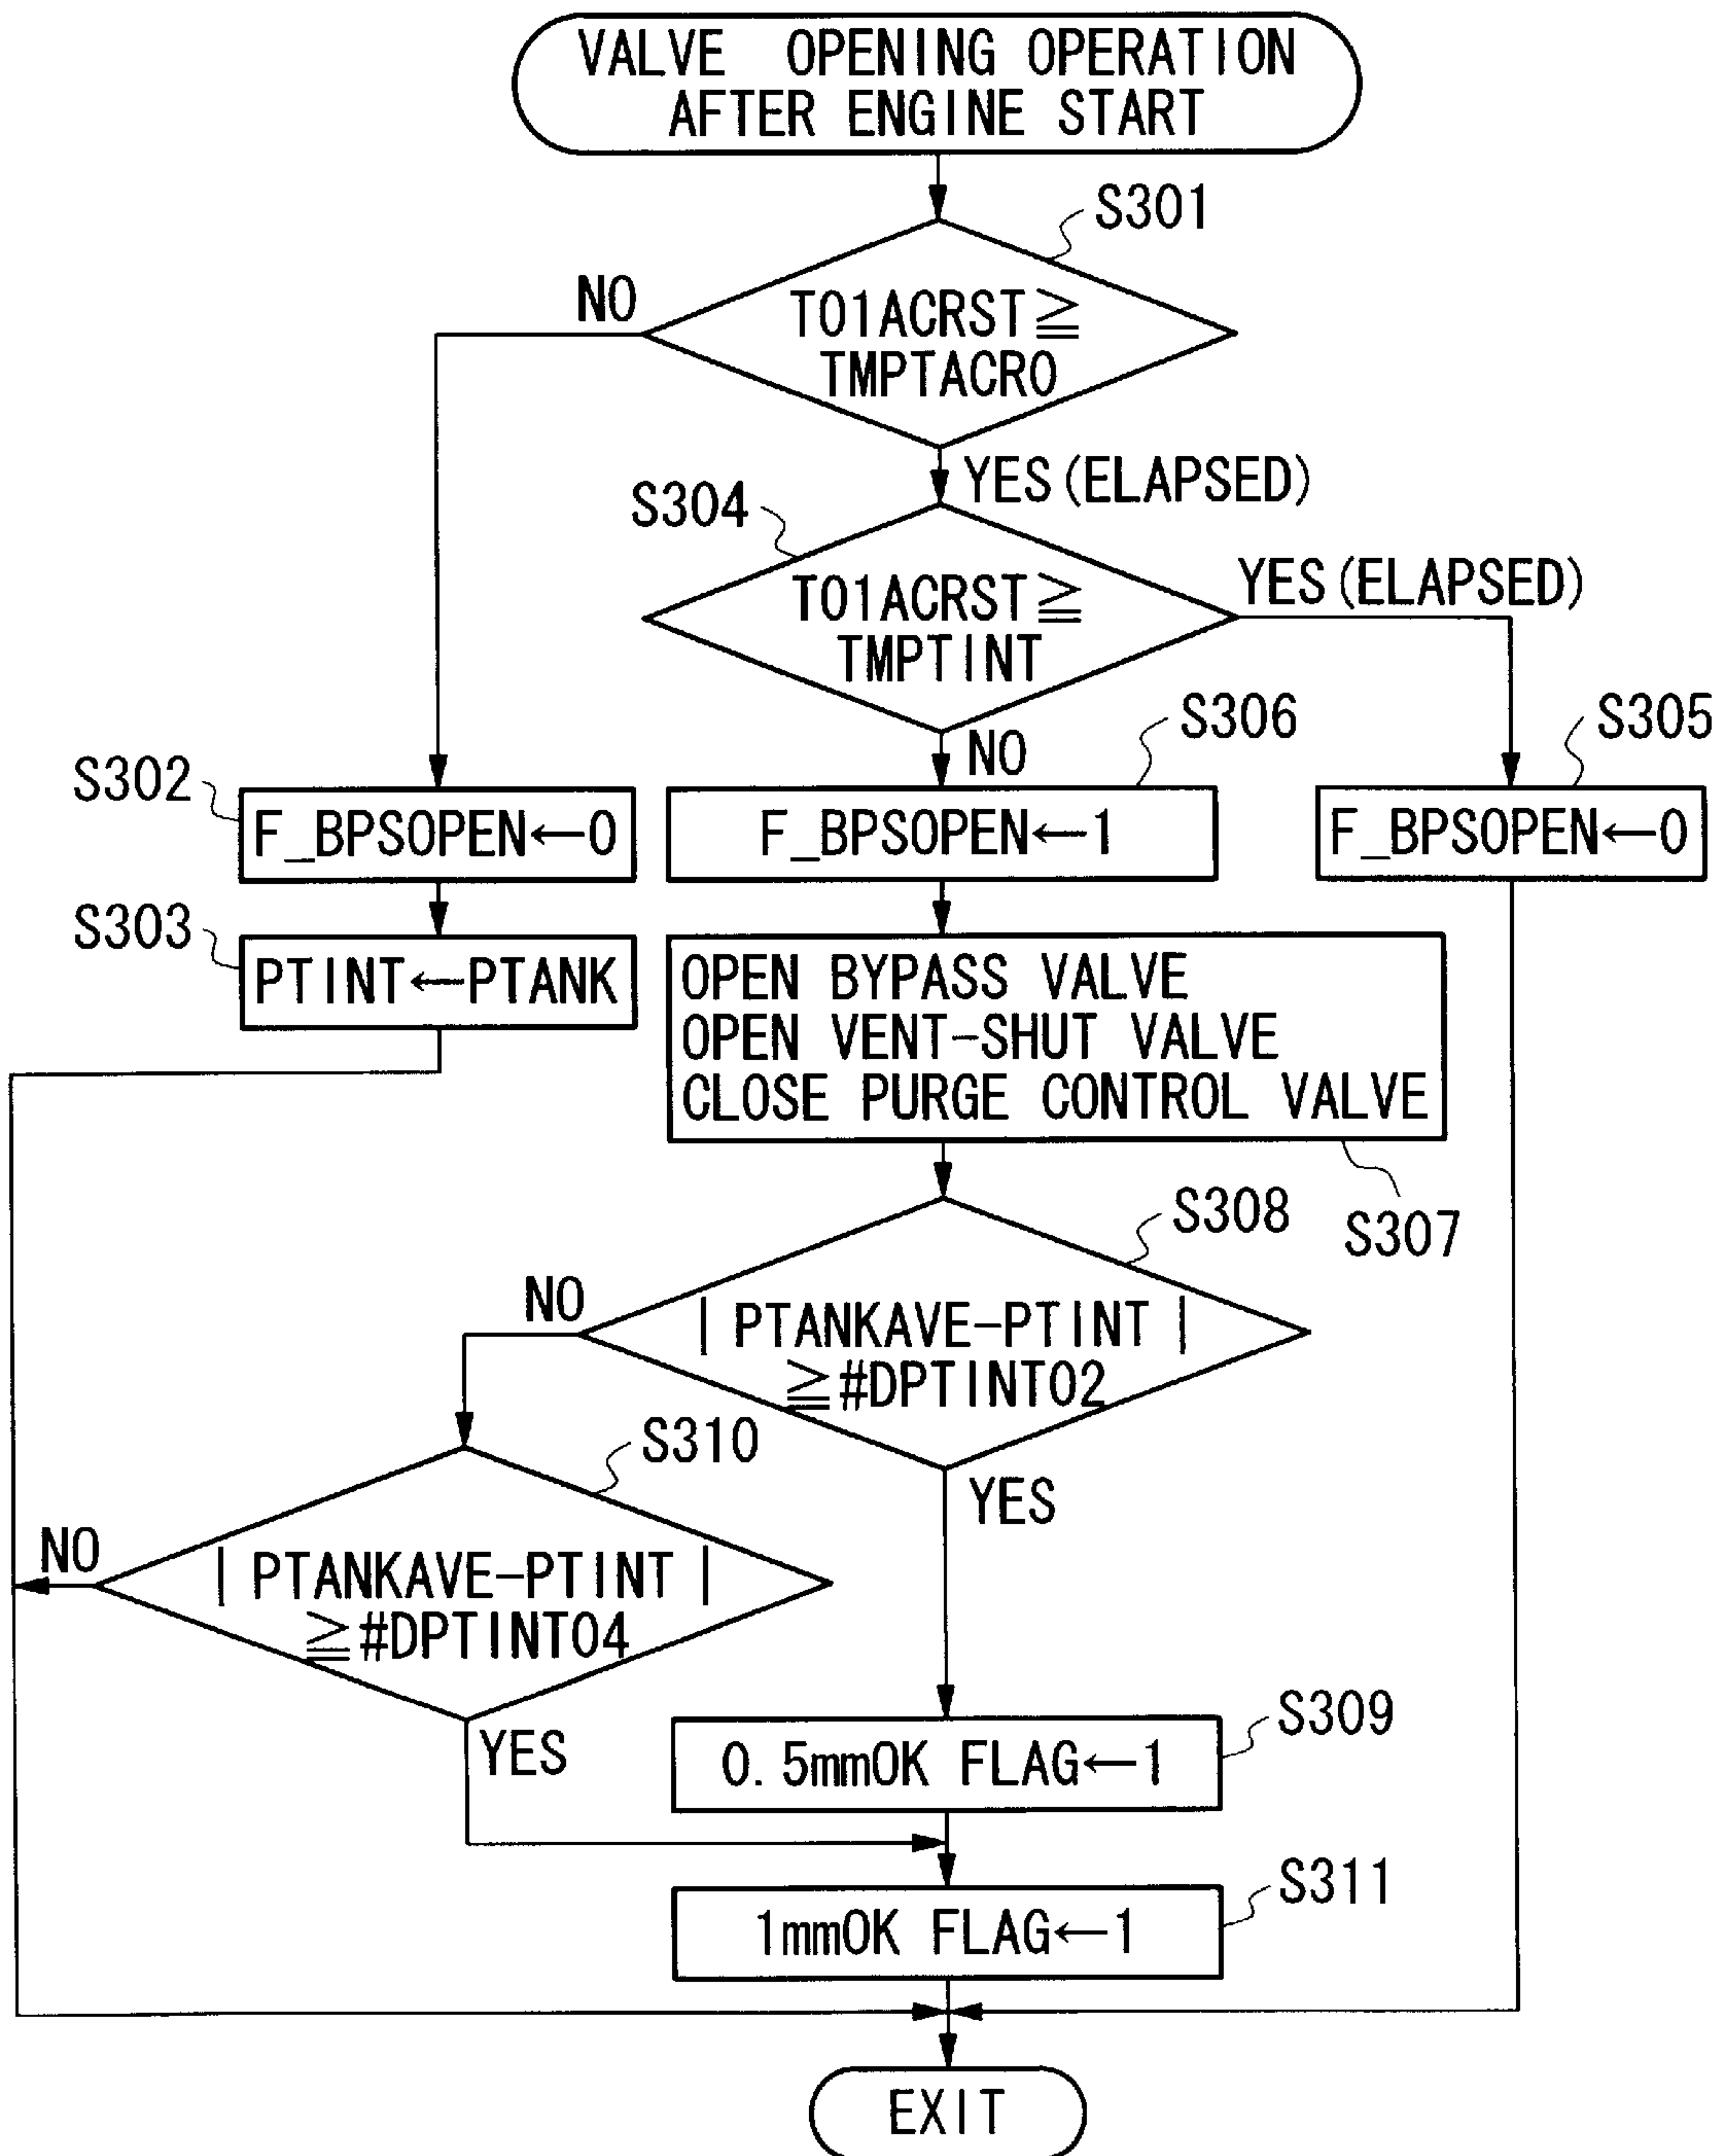 VALVE OPENING OPERATION
AFTER ENGINE START
S301
NO
T01ACRST≧
TMPTACRO
YES(ELAPSED)
S304
T01ACRST≧
TMPTINT
YES(ELAPSED)
NO
S306
S305
S302
F_BPSOPEN←0
F_BPSOPEN←1
F_BPSOPEN←0
S303
PTINT←PTANK
OPEN BYPASS VALVE
OPEN VENT-SHUT VALVE
CLOSE PURGE CONTROL VALVE
S307
S308
NO
| PTANKAVE-PTINT |
≧#DPTINT02
YES
S310
NO
| PTANKAVE-PTINT |
≧#DPTINT04
YES
S309
0.5mmOK FLAG←1
S311
1mmOK FLAG←1
EXIT